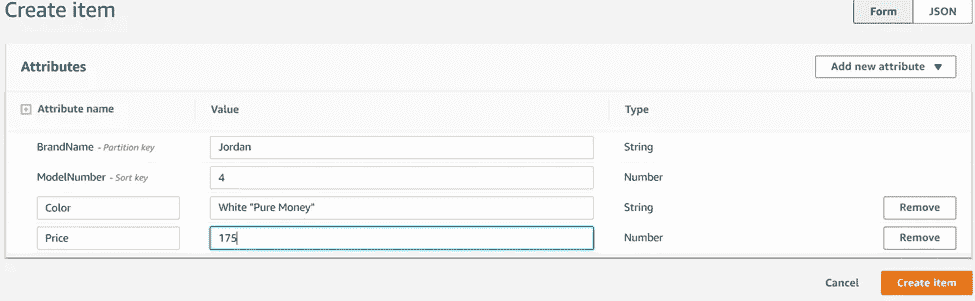 Create item
Form JSON
Attributes
Add new attribute
Attribute name Value Type
BrandName - Partition key Jordan String
ModelNumber - Sort key 4 Number
Color White "Pure Money" String Remove
Price 175 Number Remove
Cancel Create item